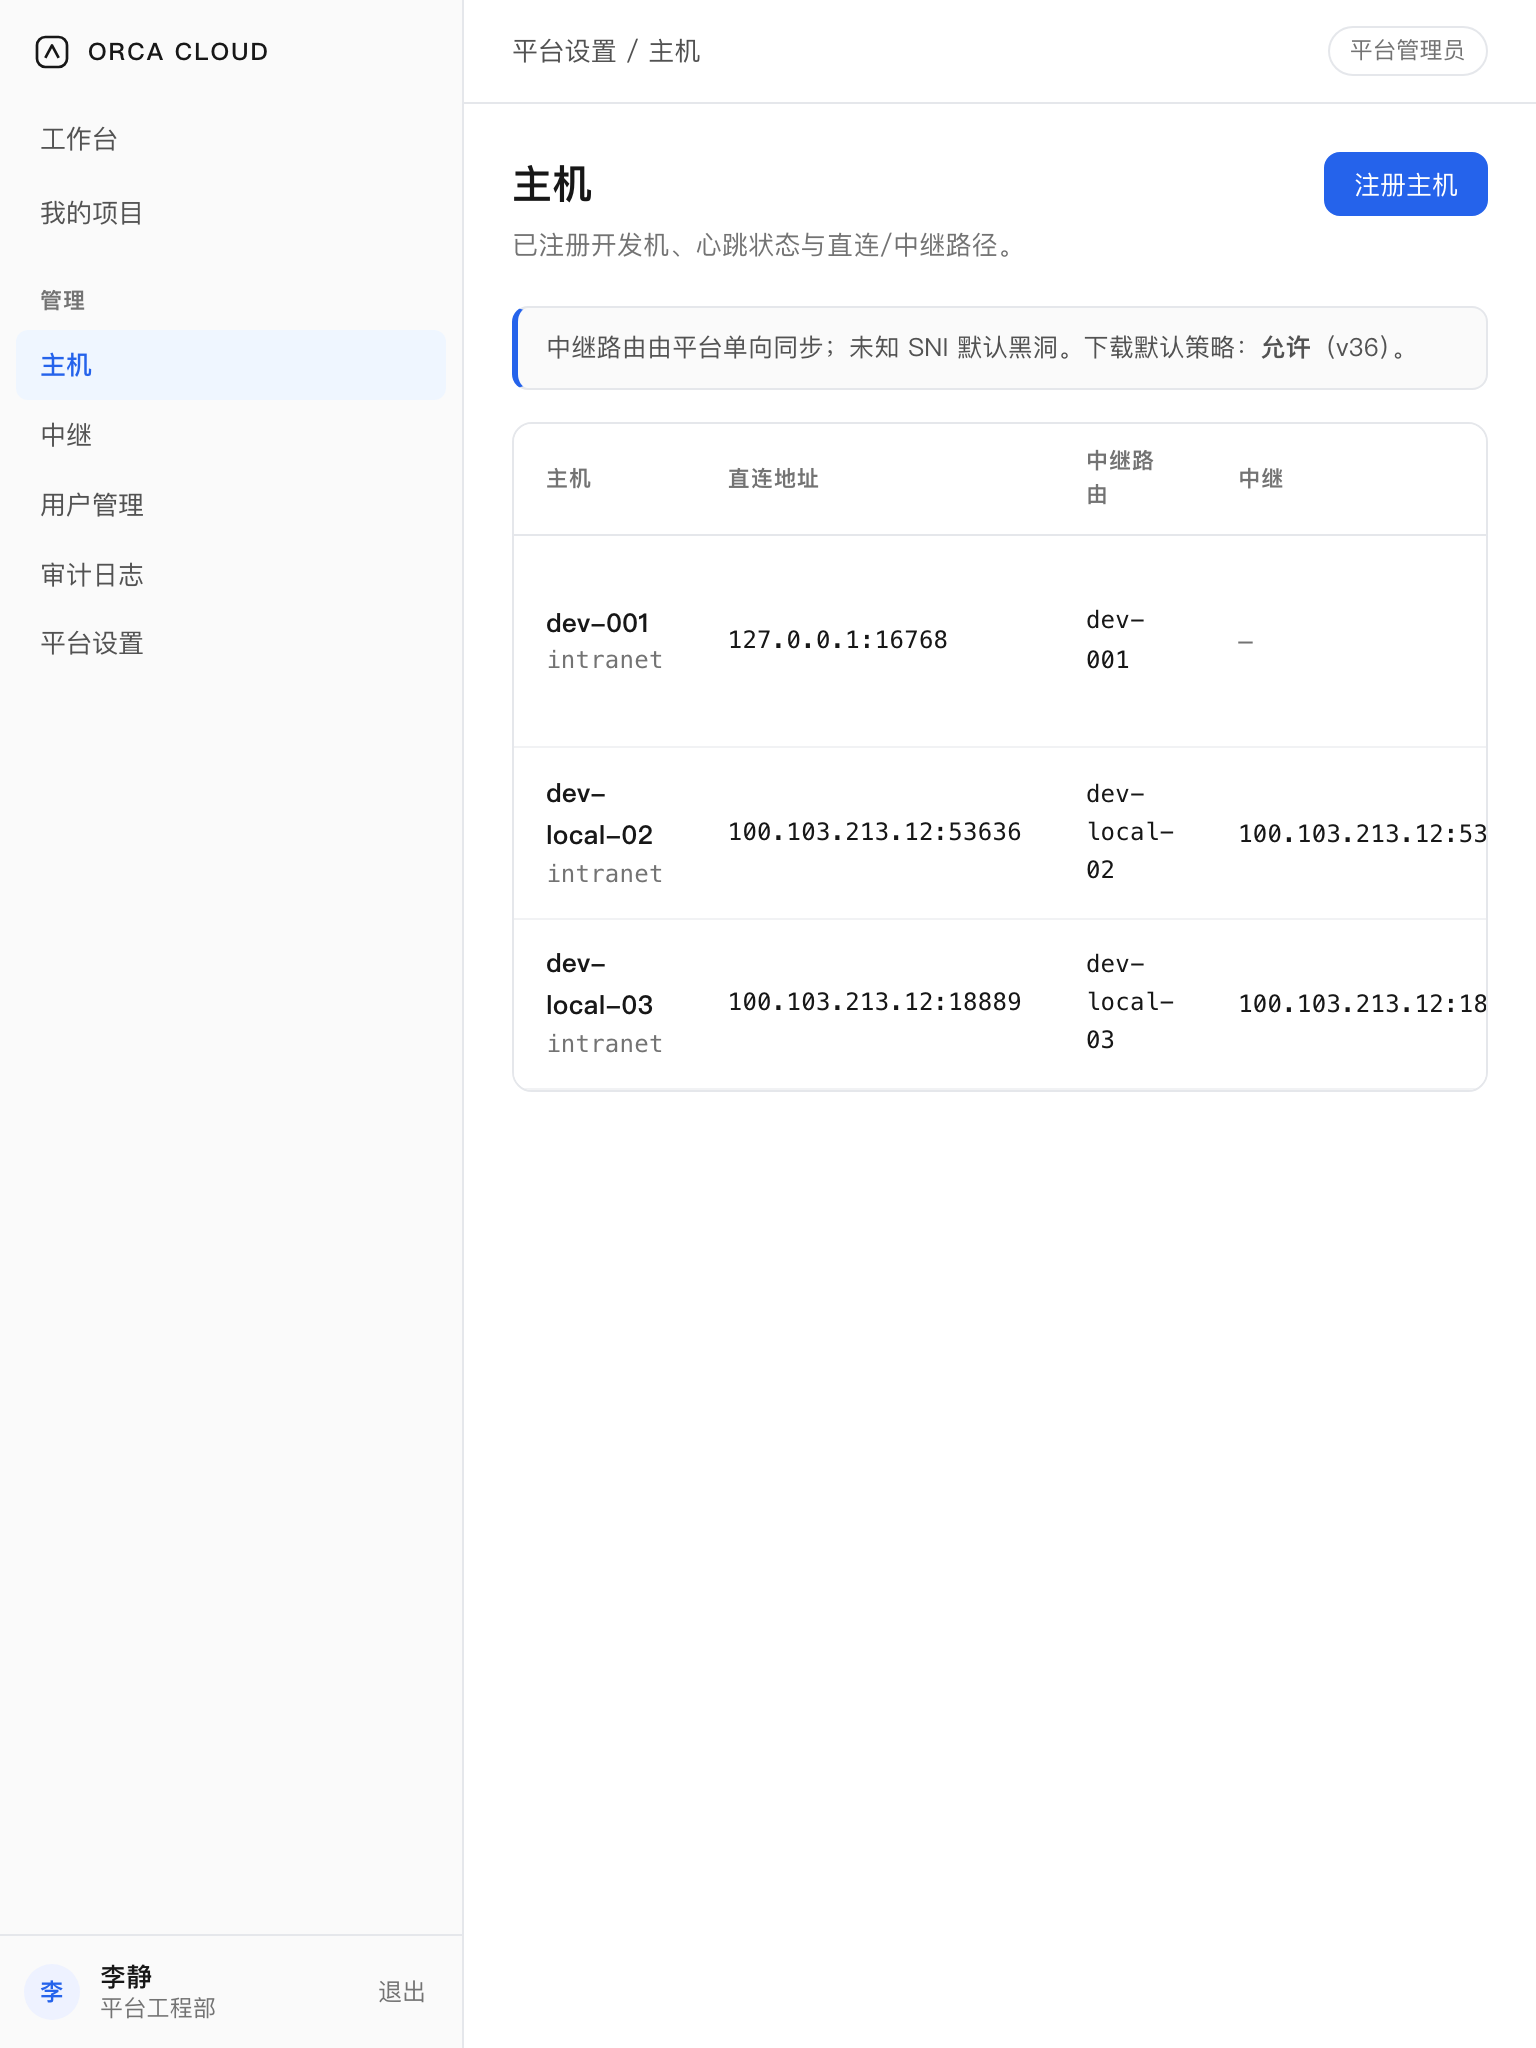 ORCA CLOUD
工作台
我的项目
管理
主机
中继
用户管理
审计日志
平台设置
李
李静
平台工程部
退出
平台设置 / 主机
平台管理员
主机
注册主机
已注册开发机、心跳状态与直连/中继路径。
中继路由由平台单向同步；未知 SNI 默认黑洞。下载默认策略：允许（v36）。
主机 直连地址 中继路由 中继
dev-001
intranet
127.0.0.1:16768
dev-
001
—
dev-
local-02
intranet
100.103.213.12:53636
dev-
local-
02
100.103.213.12:53
dev-
local-03
intranet
100.103.213.12:18889
dev-
local-
03
100.103.213.12:18